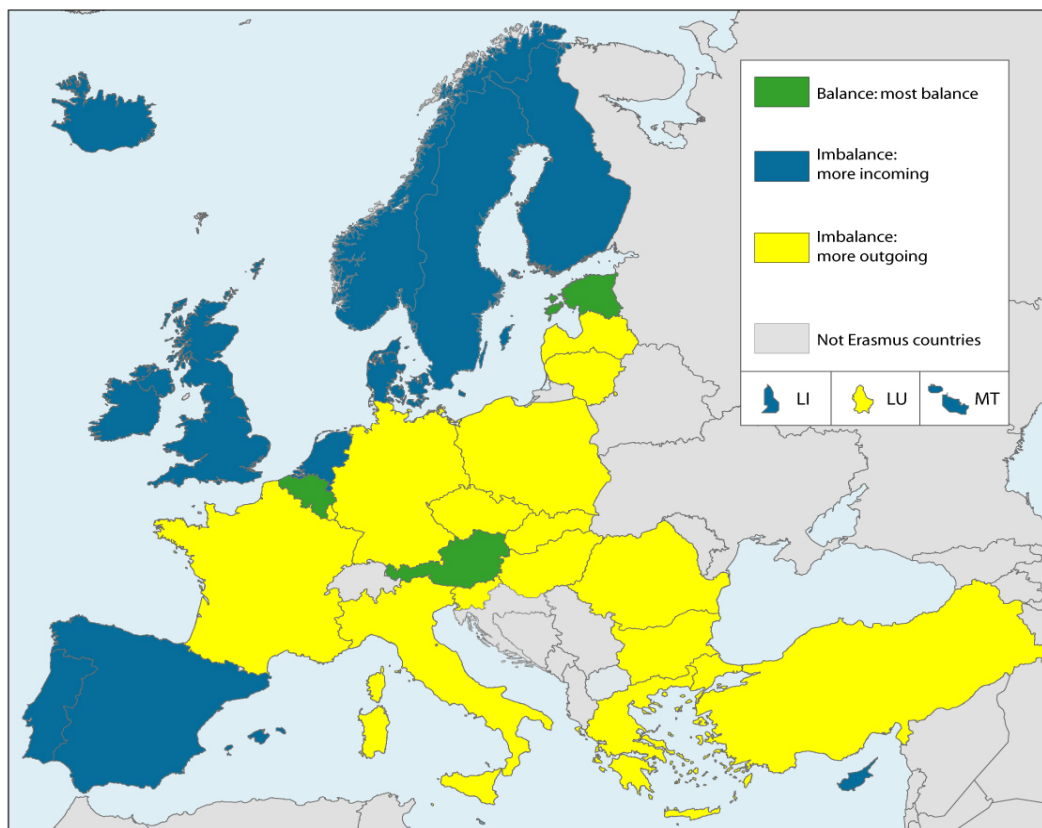 Balance: most balance
Imbalance:
more incoming
Imbalance:
more outgoing
Not Erasmus countries
LI
LU
MT